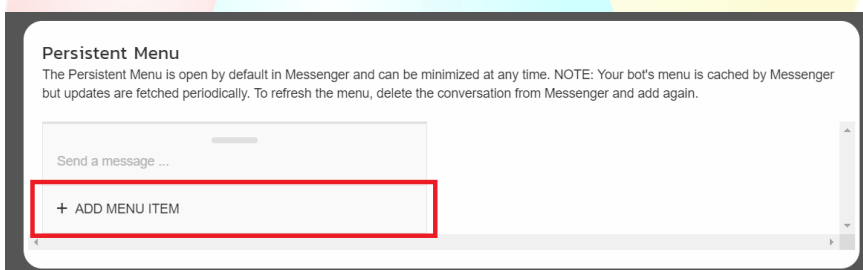 Persistent Menu
The Persistent Menu is open by default in Messenger and can be minimized at any time. NOTE: Your bot's menu is cached by Messenger
but updates are fetched periodically. To refresh the menu, delete the conversation from Messenger and add again.
Send a message ...
+ ADD MENU ITEM